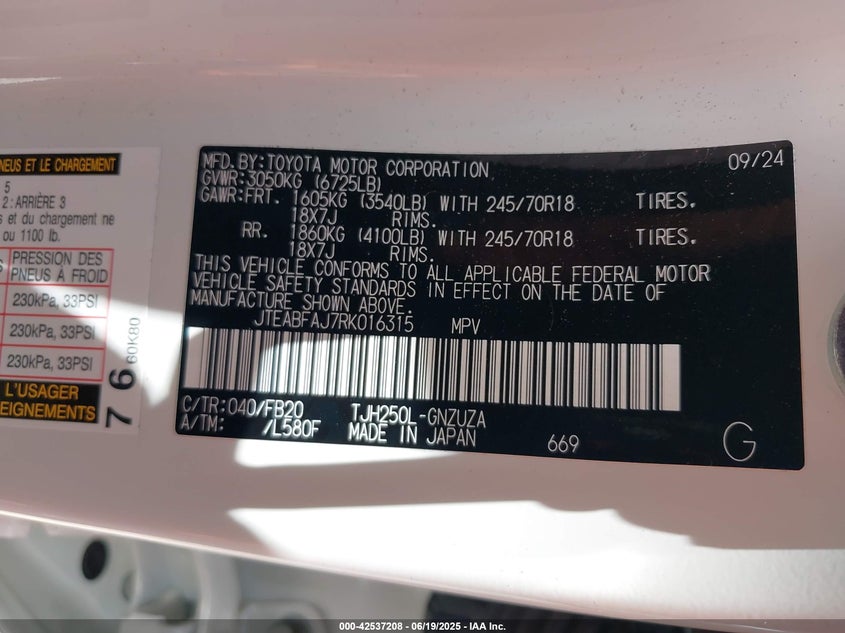 PNEUS ET LE CHARGEMENT
5
2 : ARRIÈRE 3
s et du chargement ne
ou 1100 lb.
PRESSION DES
PNEUS À FROID
230kPa, 33PSI
230kPa, 33PSI
230kPa, 33PSI
L'USAGER
SEIGNEMENTS
7 6 60K80
MFD. BY: TOYOTA MOTOR CORPORATION 09/24
GVWR: 3050KG (6725LB)
GAWR: FRT. 1605KG (3540LB) WITH 245/70R18 TIRES.
18X7J RIMS.
RR. 1860KG (4100LB) WITH 245/70R18 TIRES.
18X7J RIMS.
THIS VEHICLE CONFORMS TO ALL APPLICABLE FEDERAL MOTOR
VEHICLE SAFETY STANDARDS IN EFFECT ON THE DATE OF
MANUFACTURE SHOWN ABOVE.
JTEABFAJ7RK016315 MPV
C/TR: 040/FB20 TJH250L-GNZUZA
A/TM: /L580F MADE IN JAPAN 669 G
000-42537208 - 06/19/2025 - IAA Inc.